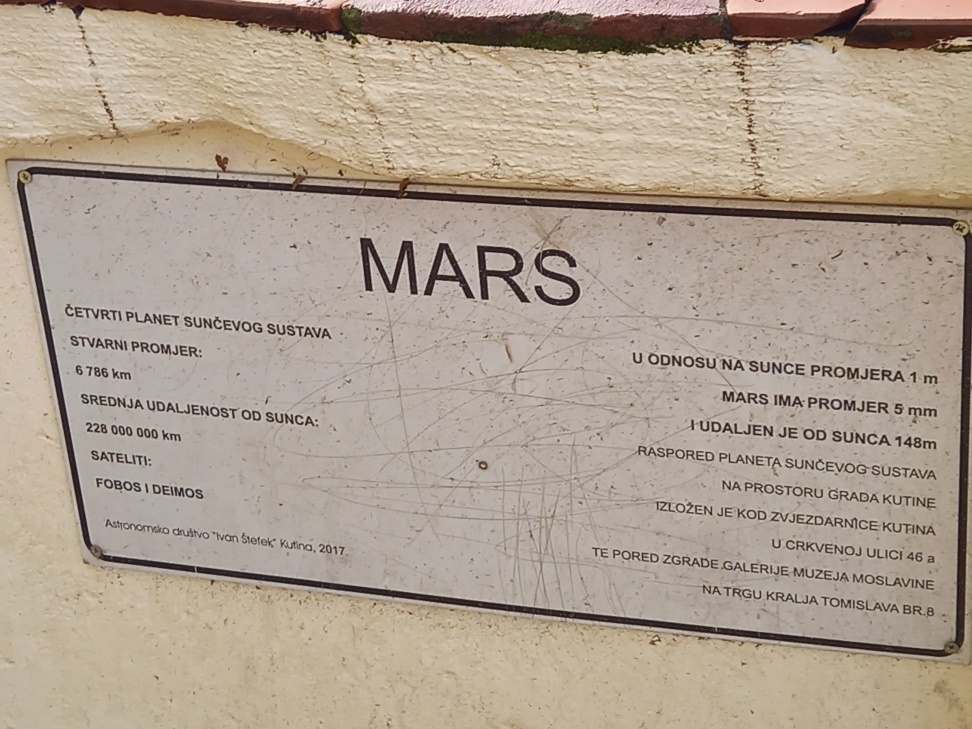 MARS
ČETVRTI PLANET SUNČEVOG SUSTAVA
STVARNI PROMJER:
6 786 km
SREDNJA UDALJENOST OD SUNCA:
228 000 000 km
SATELITI:
FOBOS I DEIMOS
Astronomsko društvo "Ivan Štefek" Kutina, 2017.
U ODNOSU NA SUNCE PROMJERA 1 m
MARS IMA PROMJER 5 mm
I UDALJEN JE OD SUNCA 148m
RASPORED PLANETA SUNČEVOG SUSTAVA
NA PROSTORU GRADA KUTINE
IZLOŽEN JE KOD ZVJEZDARNICE KUTINA
U CRKVENOJ ULICI 46 a
TE PORED ZGRADE GALERIJE MUZEJA MOSLAVINE
NA TRGU KRALJA TOMISLAVA BR.8